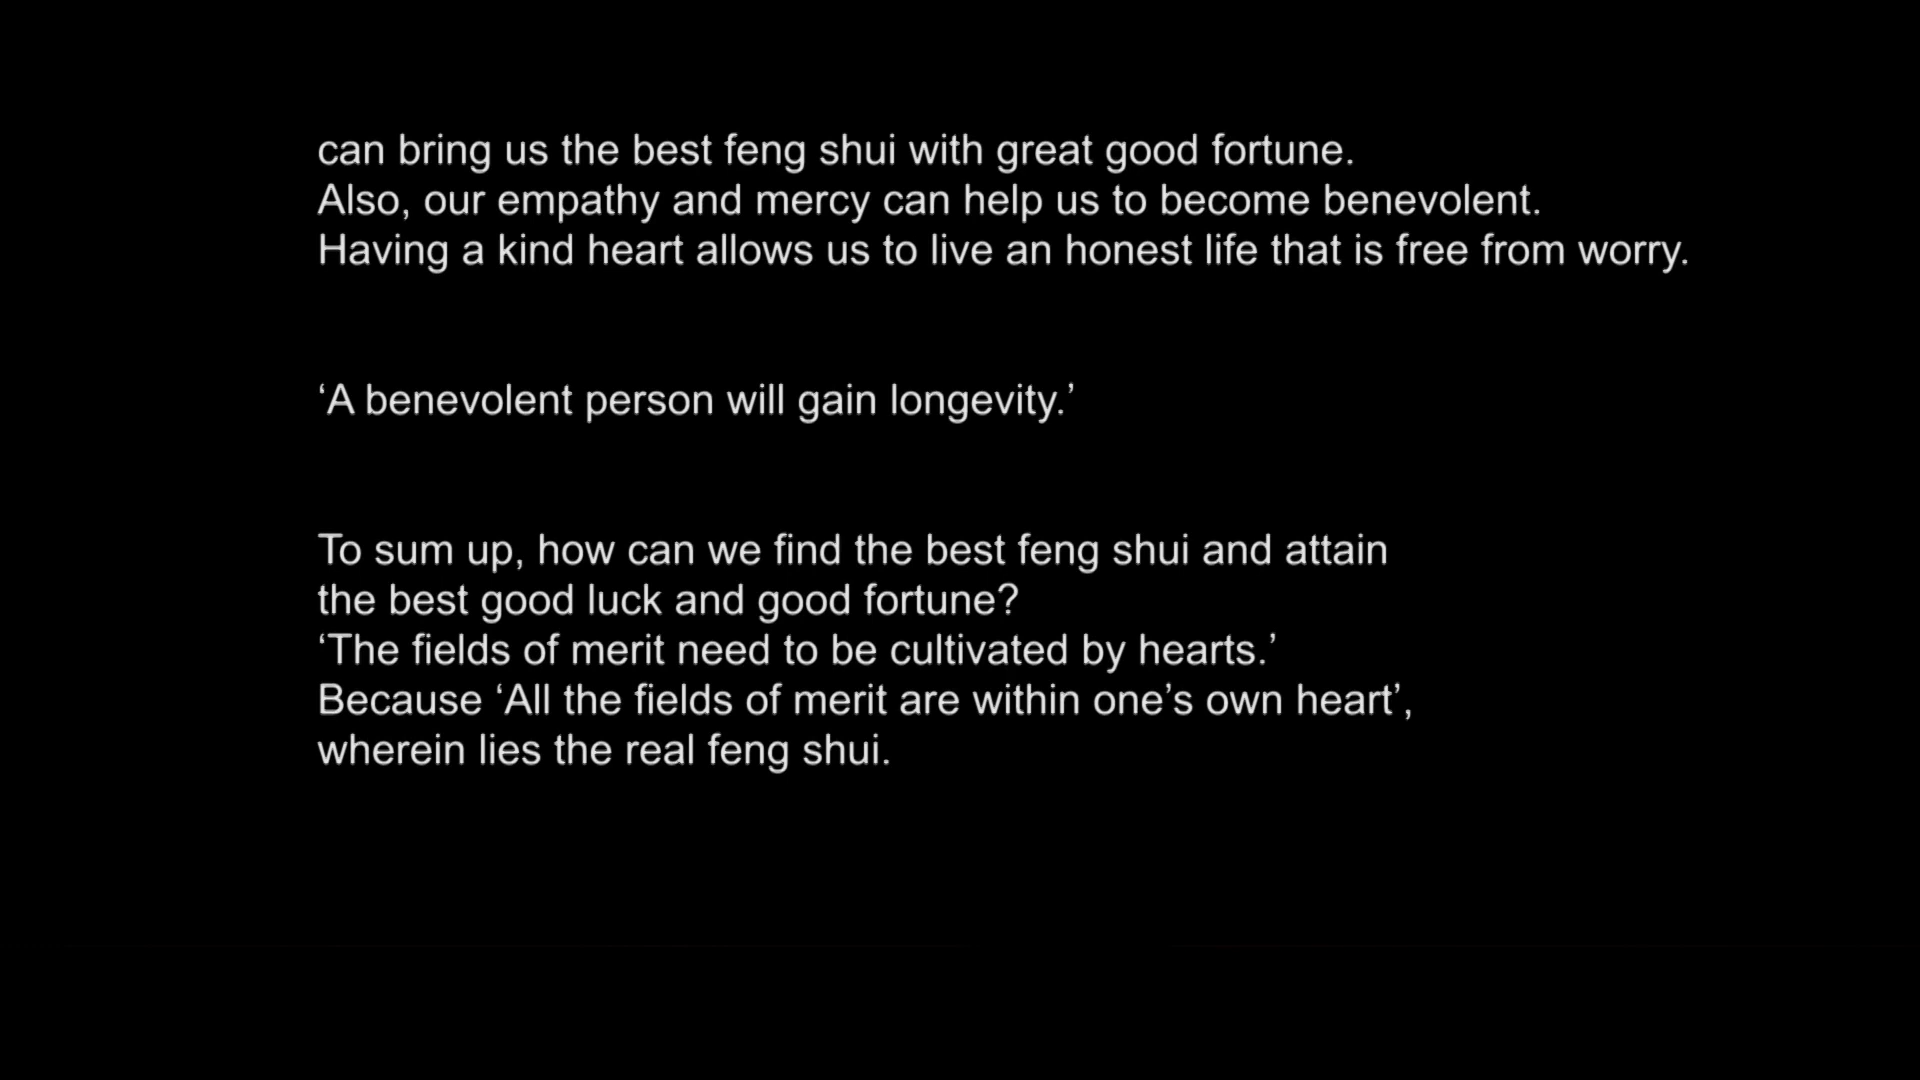 can bring us the best feng shui with great good fortune.
Also, our empathy and mercy can help us to become benevolent.
Having a kind heart allows us to live an honest life that is free from worry.
‘A benevolent person will gain longevity.’
To sum up, how can we find the best feng shui and attain
the best good luck and good fortune?
‘The fields of merit need to be cultivated by hearts.’
Because ‘All the fields of merit are within one’s own heart’,
wherein lies the real feng shui.